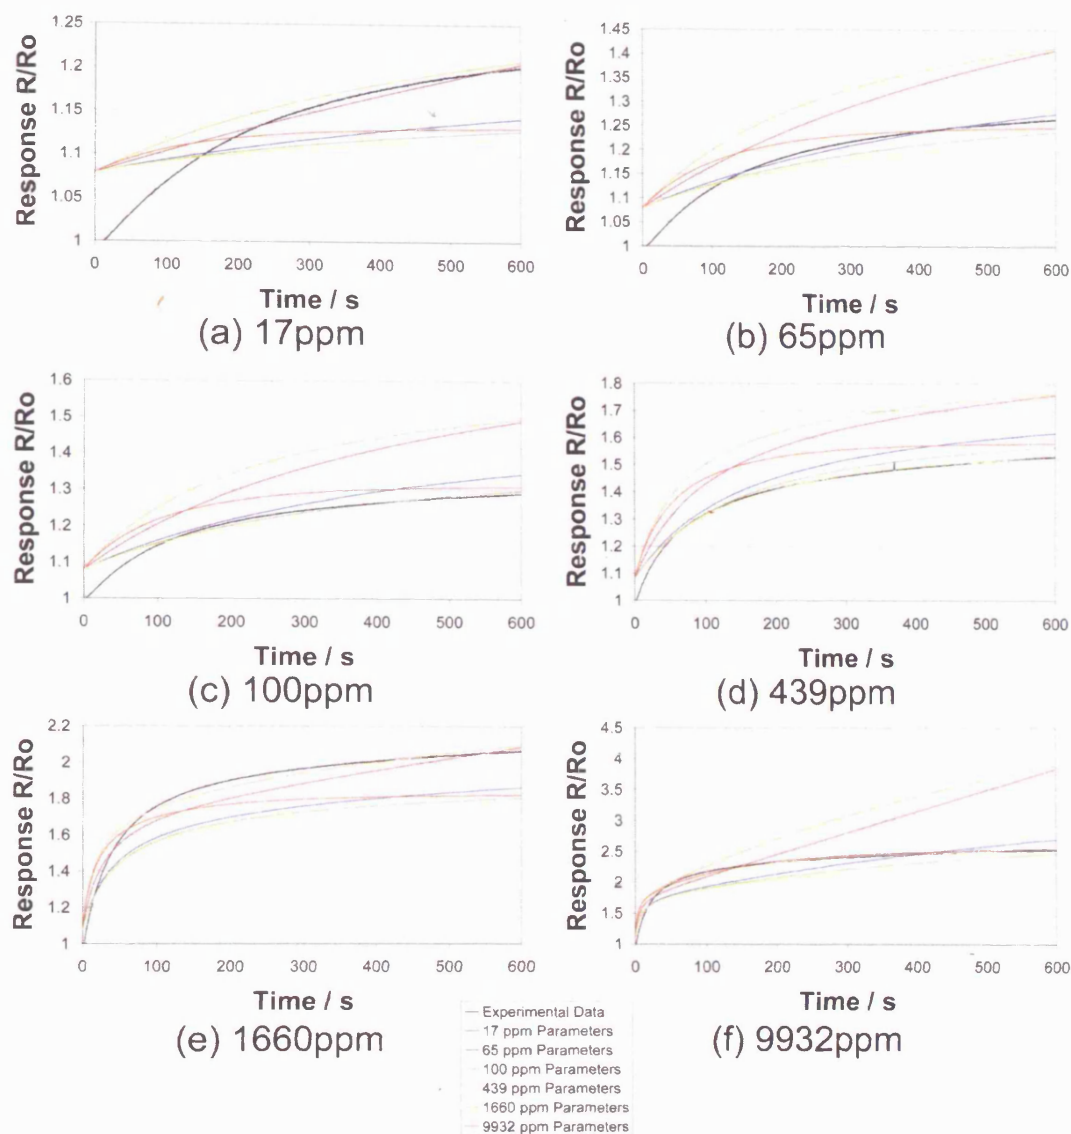 Response R/Ro
1.25
1.2
1.15
1.1
1.05
1
0 100 200 300 400 500 600
Time / s
(a) 17ppm
Response R/Ro
1.45
1.4
1.35
1.3
1.25
1.2
1.15
1.1
1.05
1
0 100 200 300 400 500 600
Time / s
(b) 65ppm
Response R/Ro
1.6
1.5
1.4
1.3
1.2
1.1
1
0 100 200 300 400 500 600
Time / s
(c) 100ppm
Response R/Ro
1.8
1.7
1.6
1.5
1.4
1.3
1.2
1.1
1
0 100 200 300 400 500 600
Time / s
(d) 439ppm
Response R/Ro
2.2
2
1.8
1.6
1.4
1.2
1
0 100 200 300 400 500 600
Time / s
(e) 1660ppm
Response R/Ro
4.5
4
3.5
3
2.5
2
1.5
1
0 100 200 300 400 500 600
Time / s
(f) 9932ppm
Experimental Data
17 ppm Parameters
65 ppm Parameters
100 ppm Parameters
439 ppm Parameters
1660 ppm Parameters
9932 ppm Parameters